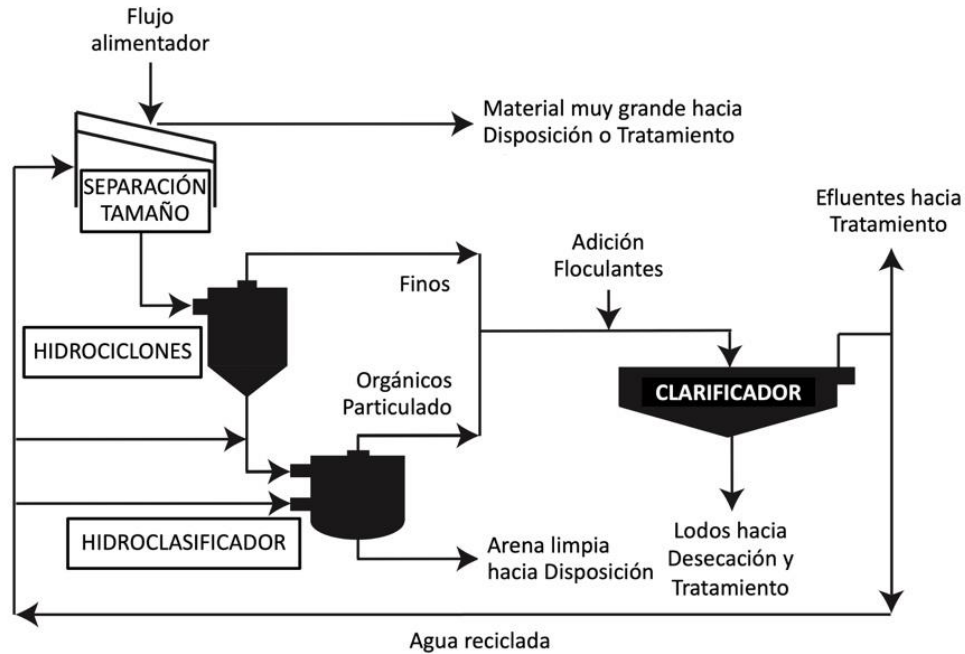 Flujo
alimentador
Material muy grande hacia
Disposición o Tratamiento
SEPARACIÓN
TAMAÑO
Efluentes hacia
Tratamiento
Adición
Floculantes
Finos
HIDROCICLONES
Orgánicos
Particulado
CLARIFICADOR
HIDROCLASIFICADOR
Arena limpia
hacia Disposición
Lodos hacia
Desecación y
Tratamiento
Agua reciclada